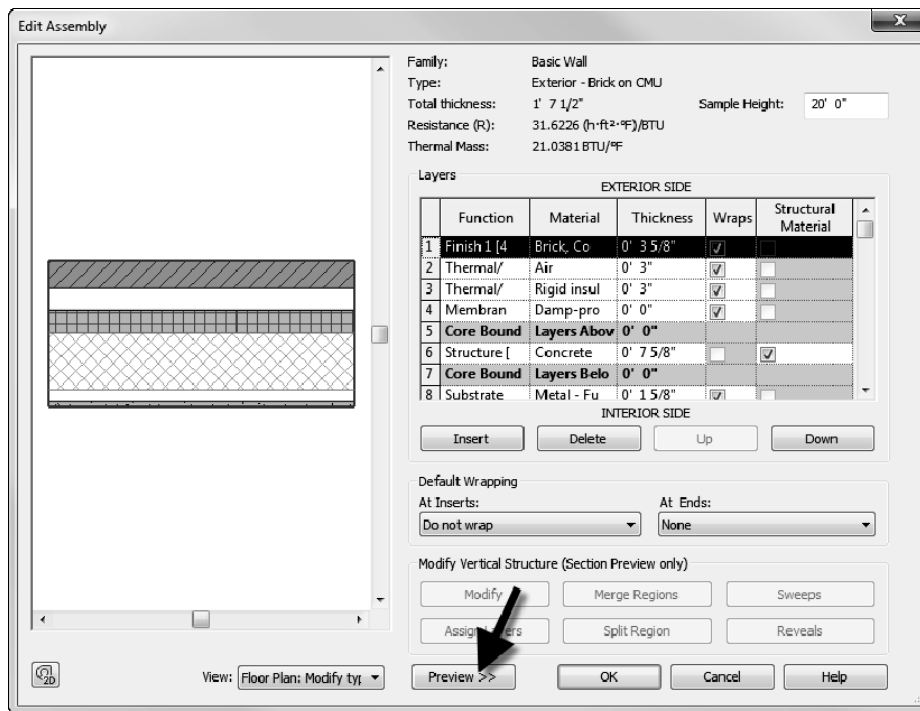 Edit Assembly
Family: Basic Wall
Type: Exterior - Brick on CMU
Total thickness: 1' 7 1/2" Sample Height: 20' 0"
Resistance (R): 31.6226 (h·ft²·°F)/BTU
Thermal Mass: 21.0381 BTU/°F
Layers
EXTERIOR SIDE
Function Material Thickness Wraps Structural Material
1 Finish 1 [4 Brick, Co 0' 3 5/8"
2 Thermal/ Air 0' 3"
3 Thermal/ Rigid insul 0' 3"
4 Membran Damp-pro 0' 0"
5 Core Bound Layers Abov 0' 0"
6 Structure [ Concrete 0' 7 5/8"
7 Core Bound Layers Belo 0' 0"
8 Substrate Metal - Fu 0' 1 5/8"
INTERIOR SIDE
Insert Delete Up Down
Default Wrapping
At Inserts: At Ends:
Do not wrap None
Modify Vertical Structure (Section Preview only)
Modify Merge Regions Sweeps
Split Region Reveals
2D View: Floor Plan: Modify typ Preview >> OK Cancel Help